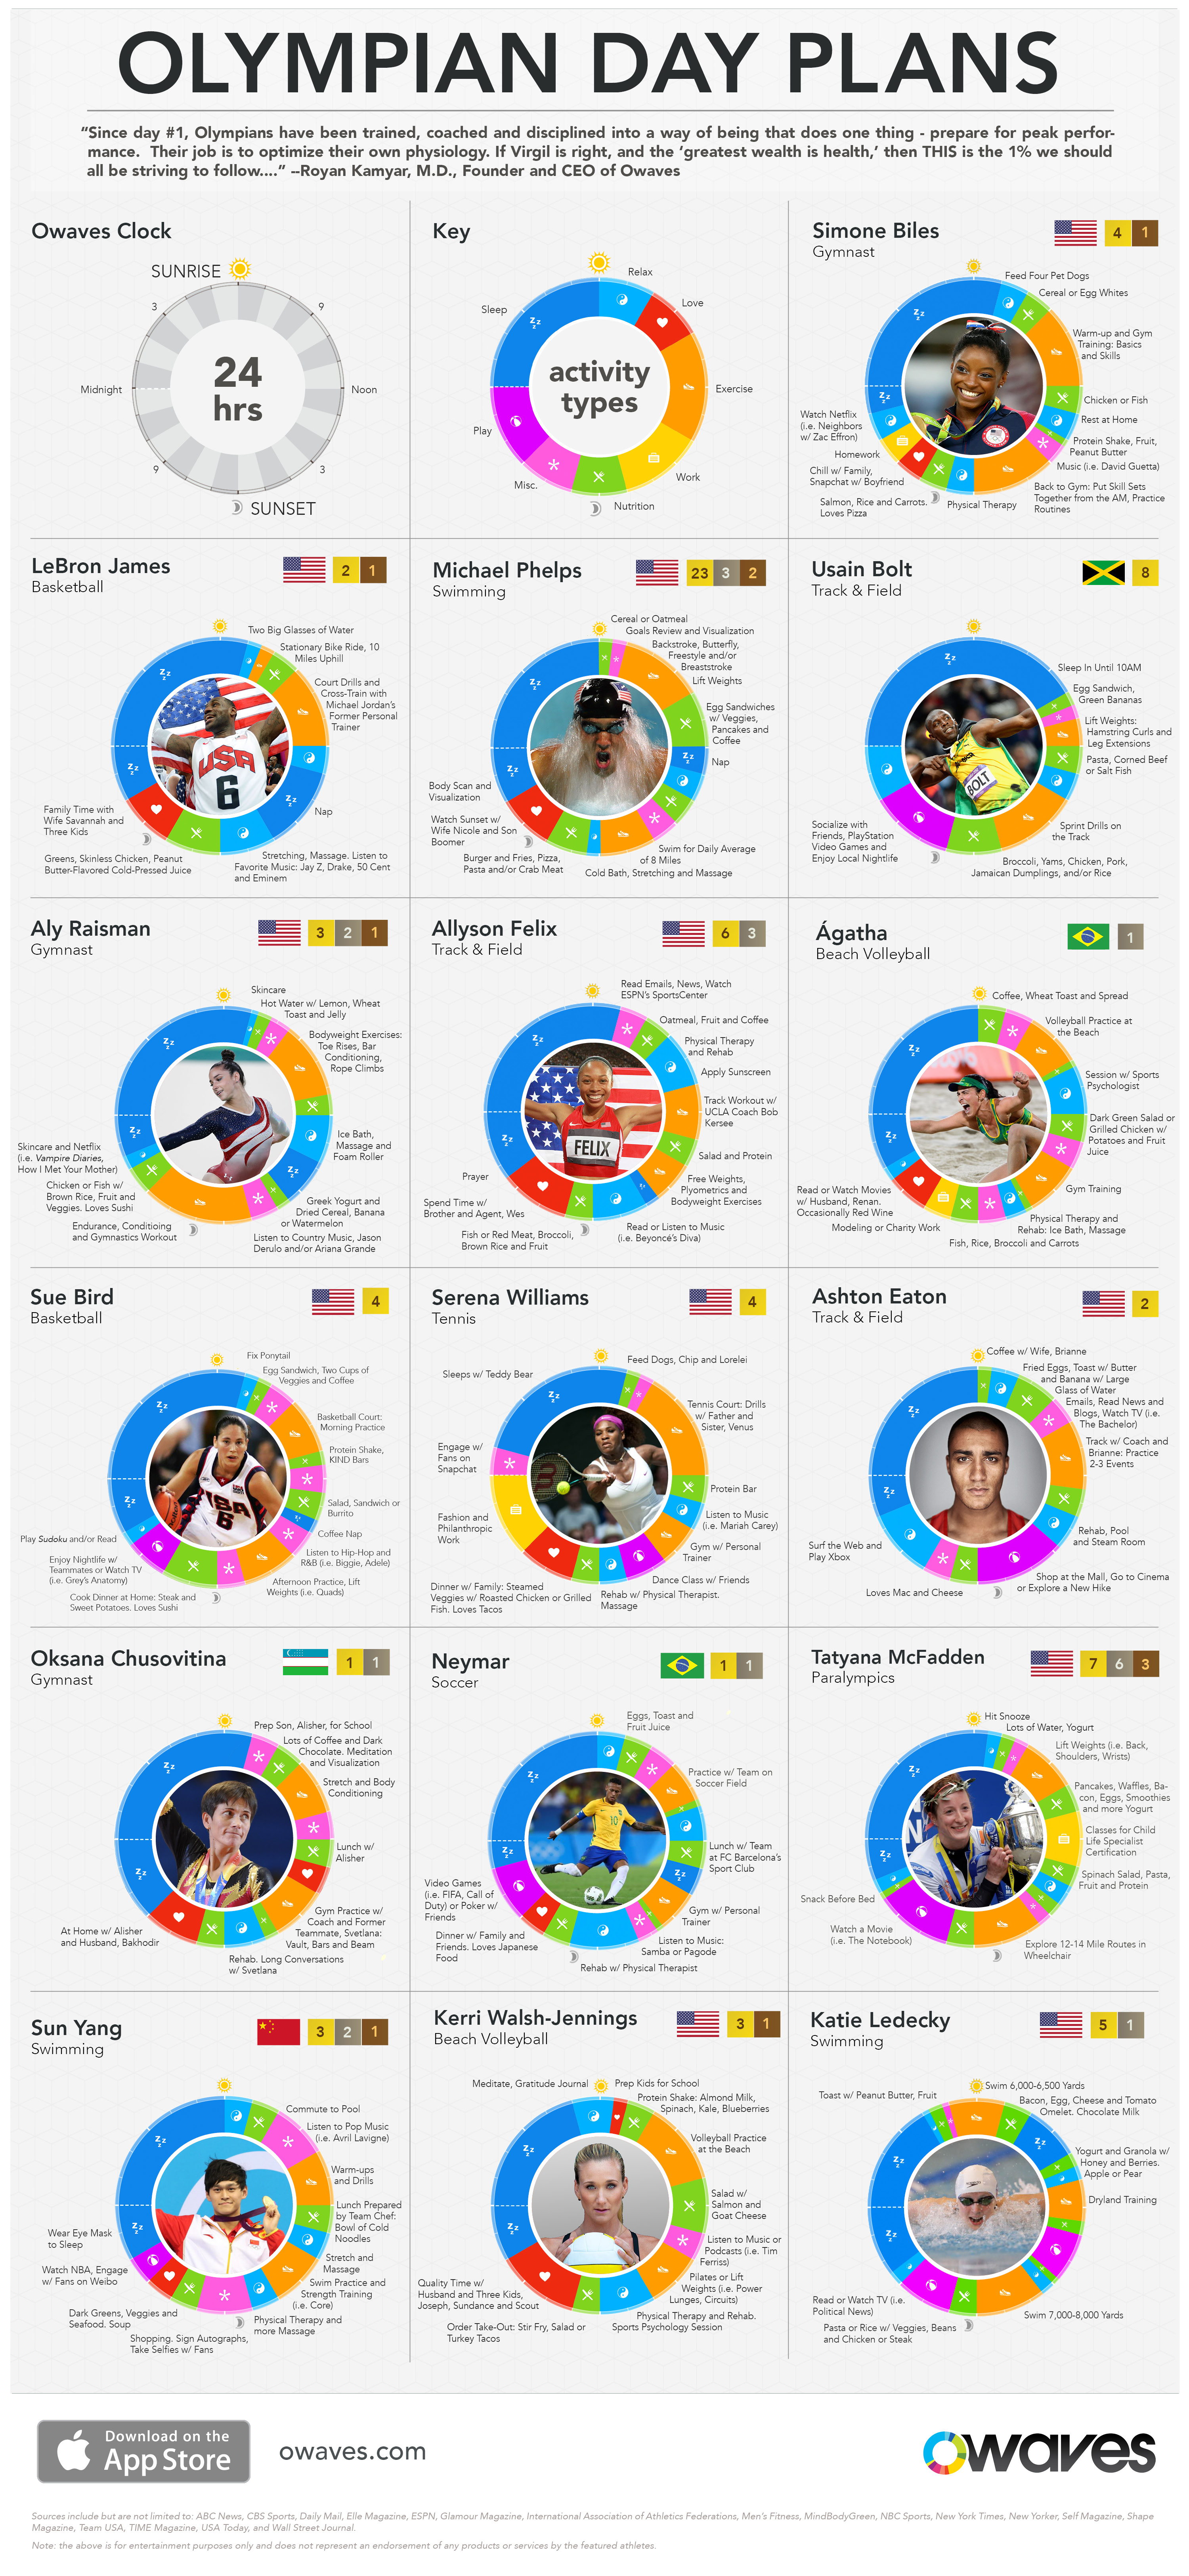 OLYMPIAN DAY PLANS
“Since day #1, Olympians have been trained, coached and disciplined into a way of being that does one thing - prepare for peak perfor-
mance. Their job is to optimize their own physiology. If Virgil is right, and the ‘greatest wealth is health,’ then THIS is the 1% we should
all be striving to follow....” --Royan Kamyar, M.D., Founder and CEO of Owaves
Owaves Clock
SUNRISE
3
9
Midnight
24
hrs
Noon
9
3
SUNSET
Key
Relax
Sleep
Love
activity
types
Exercise
Play
Misc.
Work
Nutrition
Simone Biles
Gymnast
4
1
Feed Four Pet Dogs
Cereal or Egg Whites
Warm-up and Gym
Training: Basics
and Skills
Chicken or Fish
Rest at Home
Protein Shake, Fruit,
Peanut Butter
Music (i.e. David Guetta)
Back to Gym: Put Skill Sets
Together from the AM, Practice
Routines
Physical Therapy
Salmon, Rice and Carrots.
Loves Pizza
Chill w/ Family,
Snapchat w/ Boyfriend
Homework
Watch Netflix
(i.e. Neighbors
w/ Zac Effron)
LeBron James
Basketball
2
1
Two Big Glasses of Water
Stationary Bike Ride, 10
Miles Uphill
Court Drills and
Cross-Train with
Michael Jordan’s
Former Personal
Trainer
USA
6
Nap
Stretching, Massage. Listen to
Favorite Music: Jay Z, Drake, 50 Cent
and Eminem
Greens, Skinless Chicken, Peanut
Butter-Flavored Cold-Pressed Juice
Family Time with
Wife Savannah and
Three Kids
Michael Phelps
Swimming
23
3
2
Cereal or Oatmeal
Goals Review and Visualization
Backstroke, Butterfly,
Freestyle and/or
Breaststroke
Lift Weights
Egg Sandwiches
w/ Veggies,
Pancakes and
Coffee
Nap
Swim for Daily Average
of 8 Miles
Cold Bath, Stretching and Massage
Burger and Fries, Pizza,
Pasta and/or Crab Meat
Watch Sunset w/
Wife Nicole and Son
Boomer
Body Scan and
Visualization
Usain Bolt
Track & Field
8
Sleep In Until 10AM
Egg Sandwich,
Green Bananas
Lift Weights:
Hamstring Curls and
Leg Extensions
Pasta, Corned Beef
or Salt Fish
BOLT
Sprint Drills on
the Track
Broccoli, Yams, Chicken, Pork,
Jamaican Dumplings, and/or Rice
Socialize with
Friends, PlayStation
Video Games and
Enjoy Local Nightlife
Aly Raisman
Gymnast
3
2
1
Skincare
Hot Water w/ Lemon, Wheat
Toast and Jelly
Bodyweight Exercises:
Toe Rises, Bar
Conditioning,
Rope Climbs
Ice Bath,
Massage and
Foam Roller
Greek Yogurt and
Dried Cereal, Banana
or Watermelon
Listen to Country Music, Jason
Derulo and/or Ariana Grande
Endurance, Conditioing
and Gymnastics Workout
Chicken or Fish w/
Brown Rice, Fruit and
Veggies. Loves Sushi
Skincare and Netflix
(i.e. Vampire Diaries,
How I Met Your Mother)
Allyson Felix
Track & Field
6
3
Read Emails, News, Watch
ESPN’s SportsCenter
Oatmeal, Fruit and Coffee
Physical Therapy
and Rehab
Apply Sunscreen
Track Workout w/
UCLA Coach Bob
Kersee
FELIX
Salad and Protein
Free Weights,
Plyometrics and
Bodyweight Exercises
Read or Listen to Music
(i.e. Beyoncé’s Diva)
Fish or Red Meat, Broccoli,
Brown Rice and Fruit
Spend Time w/
Brother and Agent, Wes
Prayer
Ágatha
Beach Volleyball
1
Coffee, Wheat Toast and Spread
Volleyball Practice at
the Beach
Session w/ Sports
Psychologist
Dark Green Salad or
Grilled Chicken w/
Potatoes and Fruit
Juice
Gym Training
Physical Therapy and
Rehab: Ice Bath, Massage
Fish, Rice, Broccoli and Carrots
Modeling or Charity Work
Read or Watch Movies
w/ Husband, Renan.
Occasionally Red Wine
Sue Bird
Basketball
4
Fix Ponytail
Egg Sandwich, Two Cups of
Veggies and Coffee
Basketball Court:
Morning Practice
Protein Shake,
KIND Bars
6
Salad, Sandwich or
Burrito
Coffee Nap
Listen to Hip-Hop and
R&B (i.e. Biggie, Adele)
Afternoon Practice, Lift
Weights (i.e. Quads)
Cook Dinner at Home: Steak and
Sweet Potatoes. Loves Sushi
Enjoy Nightlife w/
Teammates or Watch TV
(i.e. Grey’s Anatomy)
Play Sudoku and/or Read
Serena Williams
Tennis
4
Feed Dogs, Chip and Lorelei
Sleeps w/ Teddy Bear
Tennis Court: Drills
w/ Father and
Sister, Venus
Protein Bar
Listen to Music
(i.e. Mariah Carey)
Gym w/ Personal
Trainer
Dance Class w/ Friends
Rehab w/ Physical Therapist.
Massage
Dinner w/ Family: Steamed
Veggies w/ Roasted Chicken or Grilled
Fish. Loves Tacos
Fashion and
Philanthropic
Work
Engage w/
Fans on
Snapchat
Ashton Eaton
Track & Field
2
Coffee w/ Wife, Brianne
Fried Eggs, Toast w/ Butter
and Banana w/ Large
Glass of Water
Emails, Read News and
Blogs, Watch TV (i.e.
The Bachelor)
Track w/ Coach and
Brianne: Practice
2-3 Events
Rehab, Pool
and Steam Room
Shop at the Mall, Go to Cinema
or Explore a New Hike
Loves Mac and Cheese
Surf the Web and
Play Xbox
Oksana Chusovitina
Gymnast
1
1
Prep Son, Alisher, for School
Lots of Coffee and Dark
Chocolate. Meditation
and Visualization
Stretch and Body
Conditioning
Lunch w/
Alisher
Gym Practice w/
Coach and Former
Teammate, Svetlana:
Vault, Bars and Beam
Rehab. Long Conversations
w/ Svetlana
At Home w/ Alisher
and Husband, Bakhodir
Neymar
Soccer
1
1
Eggs, Toast and
Fruit Juice
Practice w/ Team on
Soccer Field
10
Lunch w/ Team
at FC Barcelona’s
Sport Club
Gym w/ Personal
Trainer
Listen to Music:
Samba or Pagode
Rehab w/ Physical Therapist
Dinner w/ Family and
Friends. Loves Japanese
Food
Video Games
(i.e. FIFA, Call of
Duty) or Poker w/
Friends
Tatyana McFadden
Paralympics
7
6
3
Hit Snooze
Lots of Water, Yogurt
Lift Weights (i.e. Back,
Shoulders, Wrists)
Pancakes, Waffles, Ba-
con, Eggs, Smoothies
and more Yogurt
Classes for Child
Life Specialist
Certification
Spinach Salad, Pasta,
Fruit and Protein
Explore 12-14 Mile Routes in
Wheelchair
Watch a Movie
(i.e. The Notebook)
Snack Before Bed
Sun Yang
Swimming
3
2
1
Commute to Pool
Listen to Pop Music
(i.e. Avril Lavigne)
Warm-ups
and Drills
Lunch Prepared
by Team Chef:
Bowl of Cold
Noodles
Stretch and
Massage
Swim Practice and
Strength Training
(i.e. Core)
Physical Therapy and
more Massage
Shopping. Sign Autographs,
Take Selfies w/ Fans
Dark Greens, Veggies and
Seafood. Soup
Watch NBA, Engage
w/ Fans on Weibo
Wear Eye Mask
to Sleep
Kerri Walsh-Jennings
Beach Volleyball
3
1
Meditate, Gratitude Journal
Prep Kids for School
Protein Shake: Almond Milk,
Spinach, Kale, Blueberries
Volleyball Practice
at the Beach
Salad w/
Salmon and
Goat Cheese
Listen to Music or
Podcasts (i.e. Tim
Ferriss)
Pilates or Lift
Weights (i.e. Power
Lunges, Circuits)
Physical Therapy and Rehab.
Sports Psychology Session
Order Take-Out: Stir Fry, Salad or
Turkey Tacos
Quality Time w/
Husband and Three Kids,
Joseph, Sundance and Scout
Katie Ledecky
Swimming
5
1
Swim 6,000-6,500 Yards
Toast w/ Peanut Butter, Fruit
Bacon, Egg, Cheese and Tomato
Omelet. Chocolate Milk
Yogurt and Granola w/
Honey and Berries.
Apple or Pear
Dryland Training
Swim 7,000-8,000 Yards
Pasta or Rice w/ Veggies, Beans
and Chicken or Steak
Read or Watch TV (i.e.
Political News)
Download on the
App Store
owaves.com
owaves
Sources include but are not limited to: ABC News, CBS Sports, Daily Mail, Elle Magazine, ESPN, Glamour Magazine, International Association of Athletics Federations, Men’s Fitness, MindBodyGreen, NBC Sports, New York Times, New Yorker, Self Magazine, Shape
Magazine, Team USA, TIME Magazine, USA Today, and Wall Street Journal.
Note: the above is for entertainment purposes only and does not represent an endorsement of any products or services by the featured athletes.